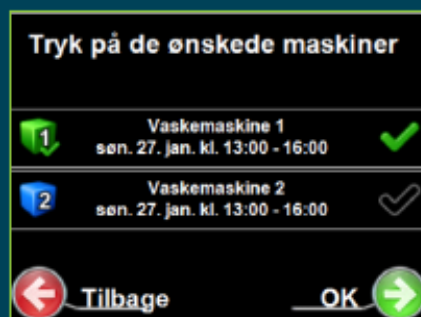 Tryk på de ønskede maskiner
1
Vaskemaskine 1
søn. 27. jan. kl. 13:00 - 16:00
2
Vaskemaskine 2
søn. 27. jan. kl. 13:00 - 16:00
Tilbage
OK